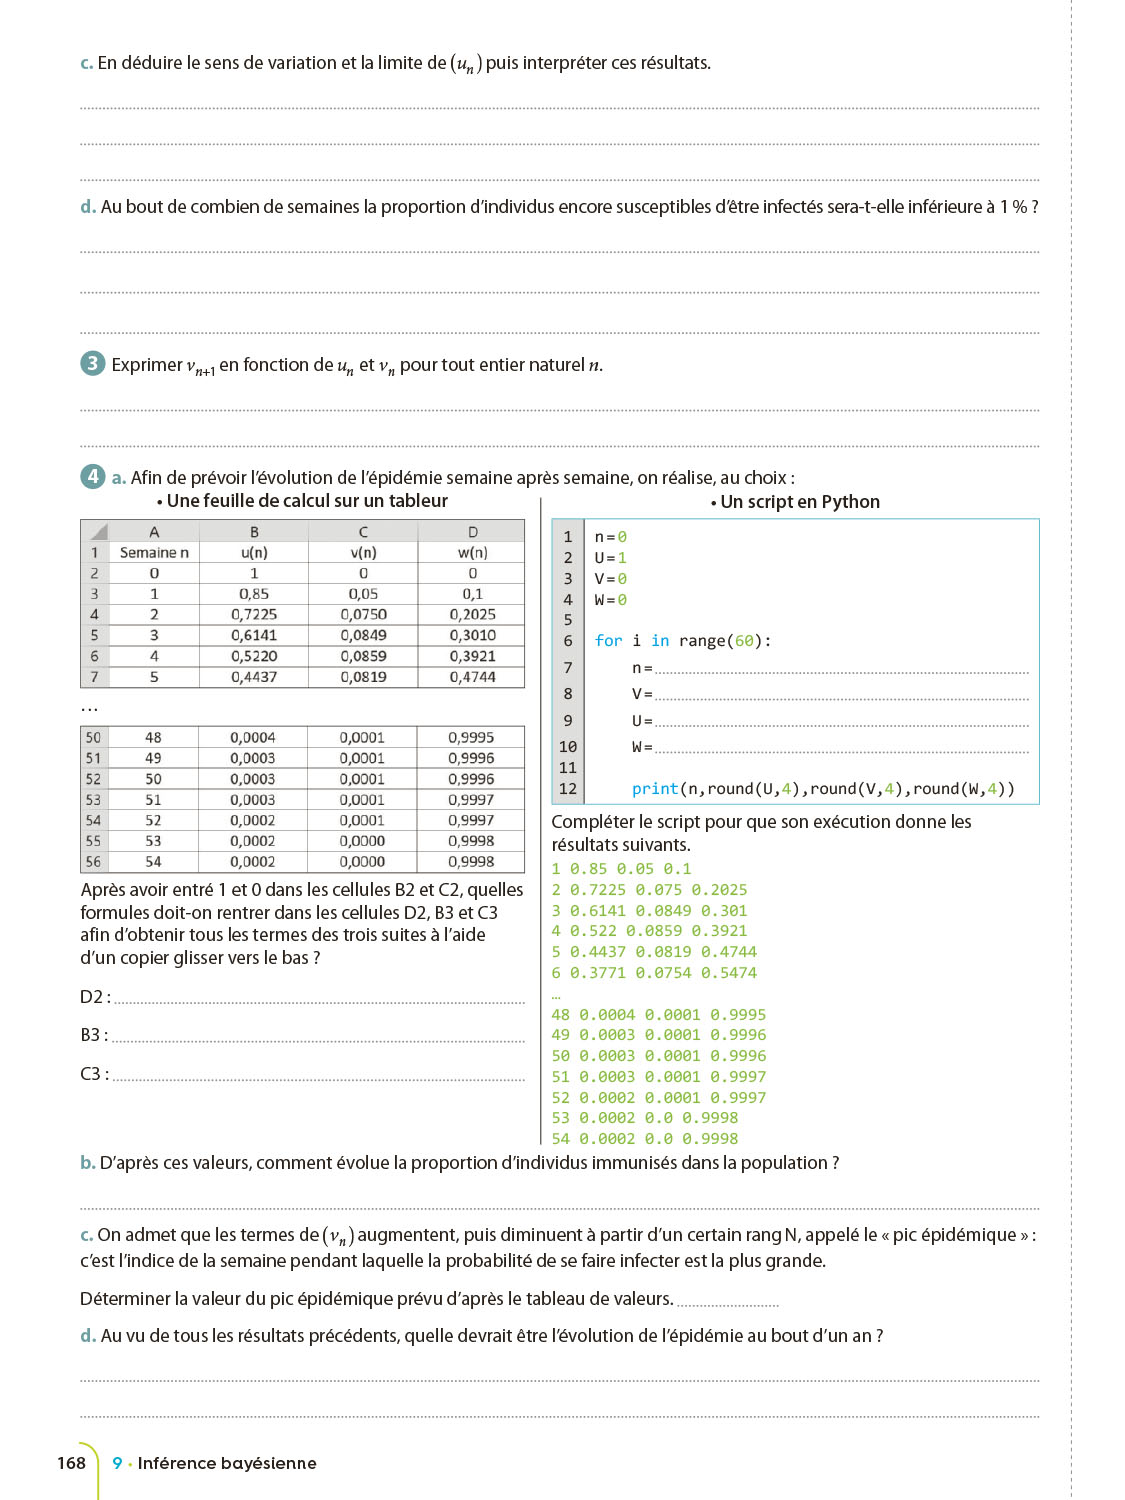 c. En déduire le sens de variation et la limite de (uₙ) puis interpréter ces résultats.
d. Au bout de combien de semaines la proportion d’individus encore susceptibles d’être infectés sera-t-elle inférieure à 1 % ?
3 Exprimer vₙ₊₁ en fonction de uₙ et vₙ pour tout entier naturel n.
4 a. Afin de prévoir l’évolution de l’épidémie semaine après semaine, on réalise, au choix :
• Une feuille de calcul sur un tableur
A B C D
1 Semaine n u(n) v(n) w(n)
2 0 1 0 0
3 1 0,85 0,05 0,1
4 2 0,7225 0,0750 0,2025
5 3 0,6141 0,0849 0,3010
6 4 0,5220 0,0859 0,3921
7 5 0,4437 0,0819 0,4744
...
50 48 0,0004 0,0001 0,9995
51 49 0,0003 0,0001 0,9996
52 50 0,0003 0,0001 0,9996
53 51 0,0003 0,0001 0,9997
54 52 0,0002 0,0001 0,9997
55 53 0,0002 0,0000 0,9998
56 54 0,0002 0,0000 0,9998
Après avoir entré 1 et 0 dans les cellules B2 et C2, quelles
formules doit-on rentrer dans les cellules D2, B3 et C3
afin d’obtenir tous les termes des trois suites à l’aide
d’un copier glisser vers le bas ?
D2 :
B3 :
C3 :
• Un script en Python
1 n=0
2 U=1
3 V=0
4 W=0
5
6 for i in range(60):
7 n=
8 V=
9 U=
10 W=
11
12 print(n,round(U,4),round(V,4),round(W,4))
Compléter le script pour que son exécution donne les
résultats suivants.
1 0.85 0.05 0.1
2 0.7225 0.075 0.2025
3 0.6141 0.0849 0.301
4 0.522 0.0859 0.3921
5 0.4437 0.0819 0.4744
6 0.3771 0.0754 0.5474
…
48 0.0004 0.0001 0.9995
49 0.0003 0.0001 0.9996
50 0.0003 0.0001 0.9996
51 0.0003 0.0001 0.9997
52 0.0002 0.0001 0.9997
53 0.0002 0.0 0.9998
54 0.0002 0.0 0.9998
b. D’après ces valeurs, comment évolue la proportion d’individus immunisés dans la population ?
c. On admet que les termes de (vₙ) augmentent, puis diminuent à partir d’un certain rang N, appelé le « pic épidémique » :
c’est l’indice de la semaine pendant laquelle la probabilité de se faire infecter est la plus grande.
Déterminer la valeur du pic épidémique prévu d’après le tableau de valeurs.
d. Au vu de tous les résultats précédents, quelle devrait être l’évolution de l’épidémie au bout d’un an ?
168 9 • Inférence bayésienne